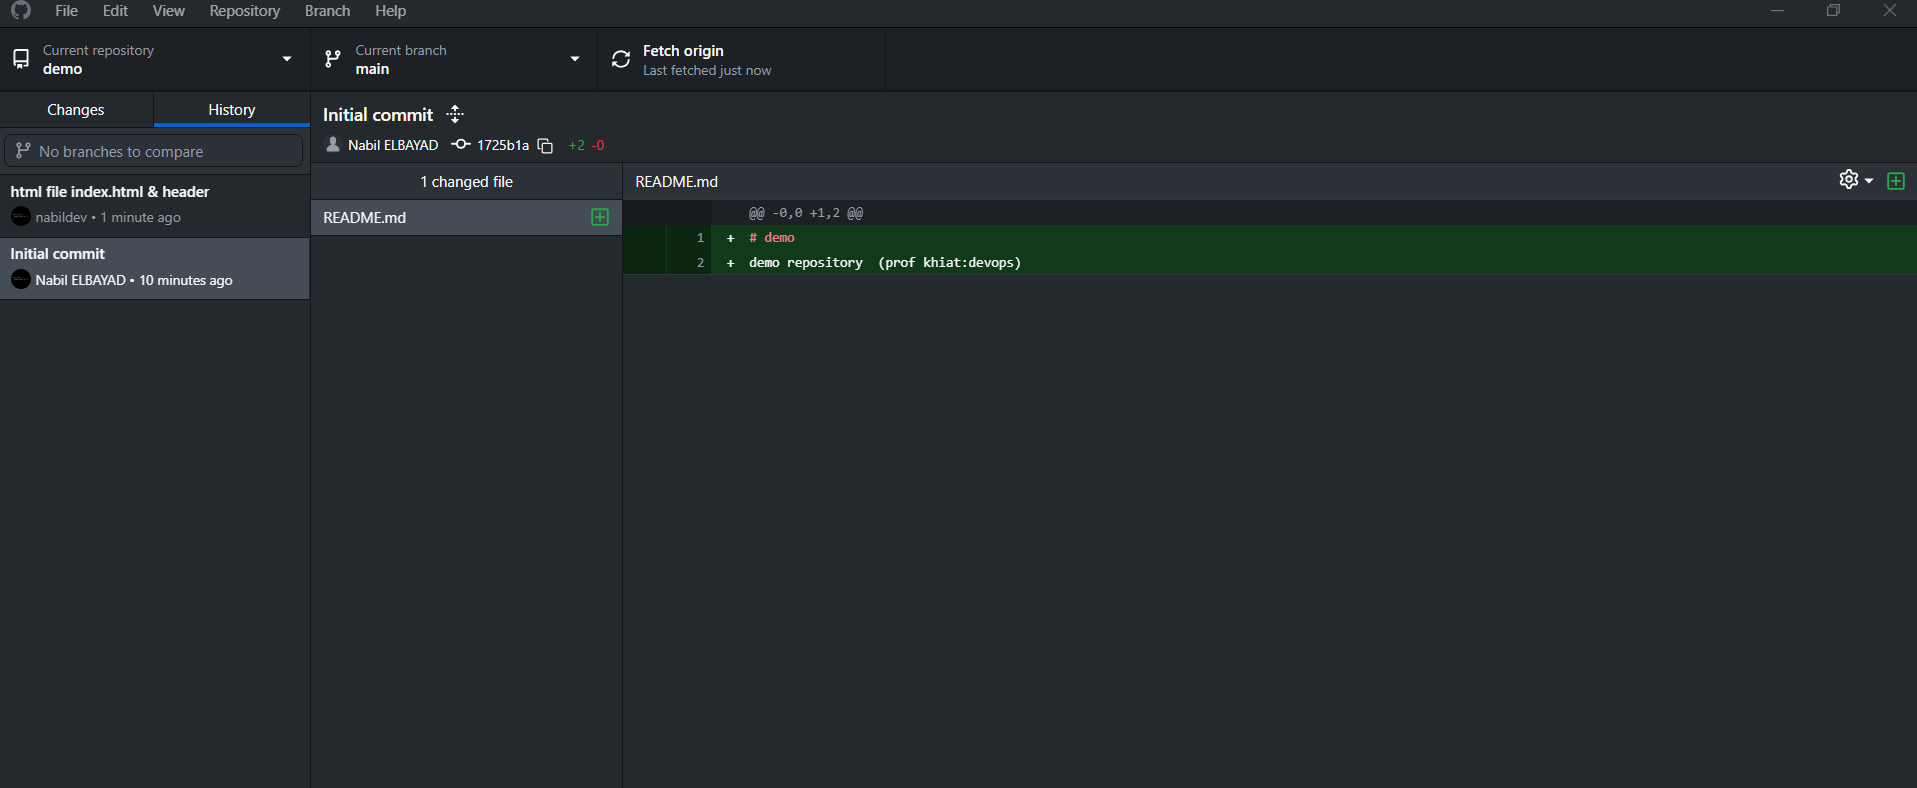 File Edit View Repository Branch Help
Current repository
demo
Current branch
main
Fetch origin
Last fetched just now
Changes
History
No branches to compare
html file index.html & header
nabildev • 1 minute ago
Initial commit
Nabil ELBAYAD • 10 minutes ago
Initial commit
Nabil ELBAYAD 1725b1a +2 -0
1 changed file
README.md
README.md
@@ -0,0 +1,2 @@
1 + # demo
2 + demo repository  (prof khiat:devops)